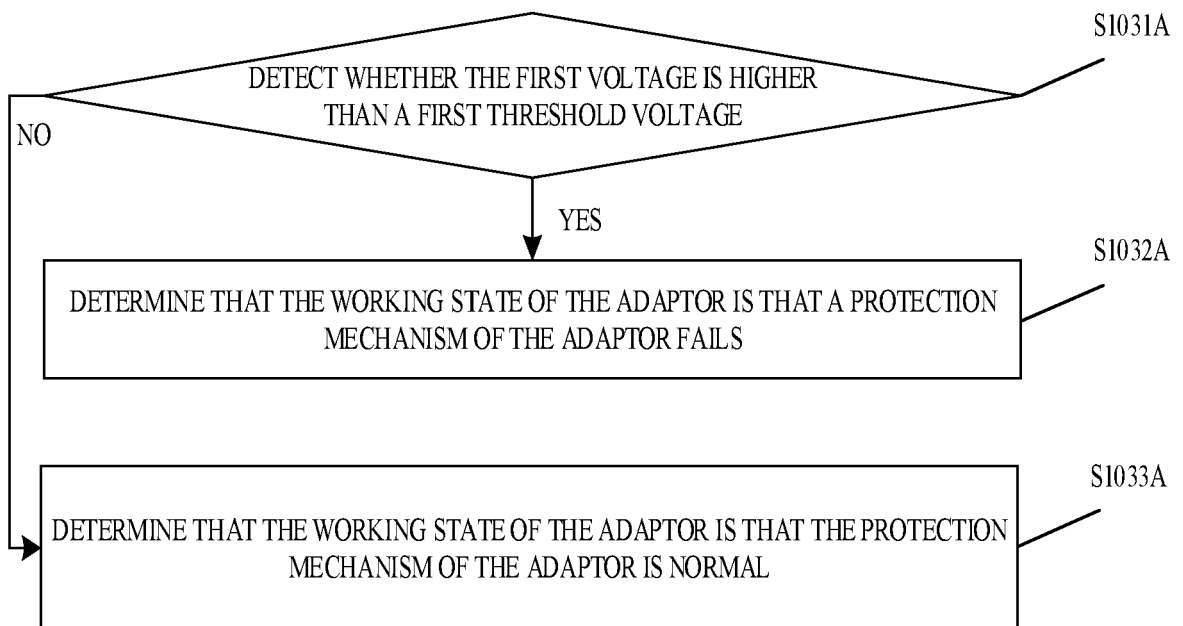 S1031A
DETECT WHETHER THE FIRST VOLTAGE IS HIGHER
THAN A FIRST THRESHOLD VOLTAGE
NO
YES
S1032A
DETERMINE THAT THE WORKING STATE OF THE ADAPTOR IS THAT A PROTECTION
MECHANISM OF THE ADAPTOR FAILS
S1033A
DETERMINE THAT THE WORKING STATE OF THE ADAPTOR IS THAT THE PROTECTION
MECHANISM OF THE ADAPTOR IS NORMAL